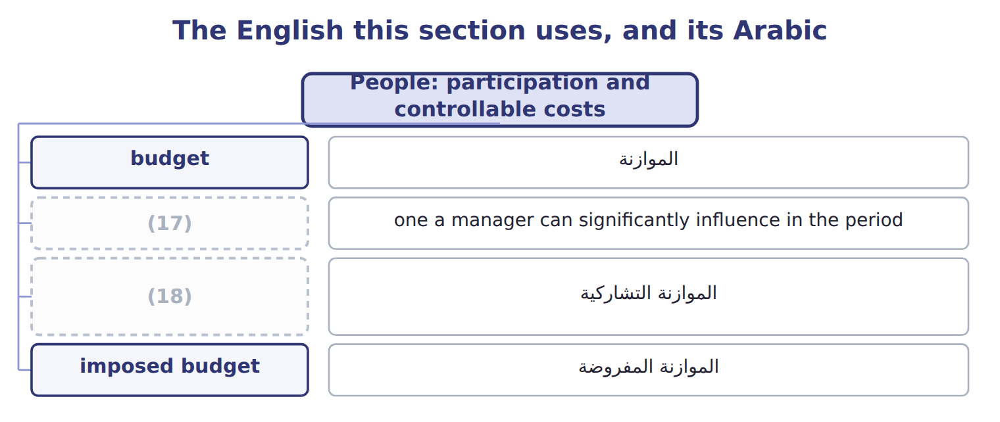 The English this section uses, and its Arabic
People: participation and
controllable costs
budget
الموازنة
(17)
one a manager can significantly influence in the period
(18)
الموازنة التشاركية
imposed budget
الموازنة المفروضة